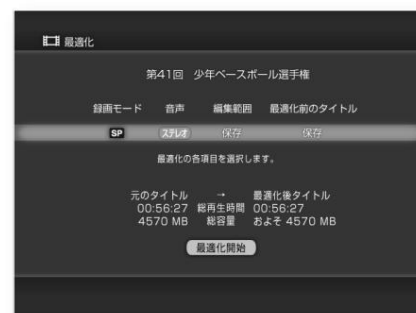 最適化
第41回 少年ベースボール選手権
録画モード 音声 編集範囲 最適化前のタイトル
SP ステレオ 保存 保存
最適化の各項目を選択します。
元のタイトル → 最適化後タイトル
00:56:27 総再生時間 00:56:27
4570 MB 総容量 およそ 4570 MB
最適化開始